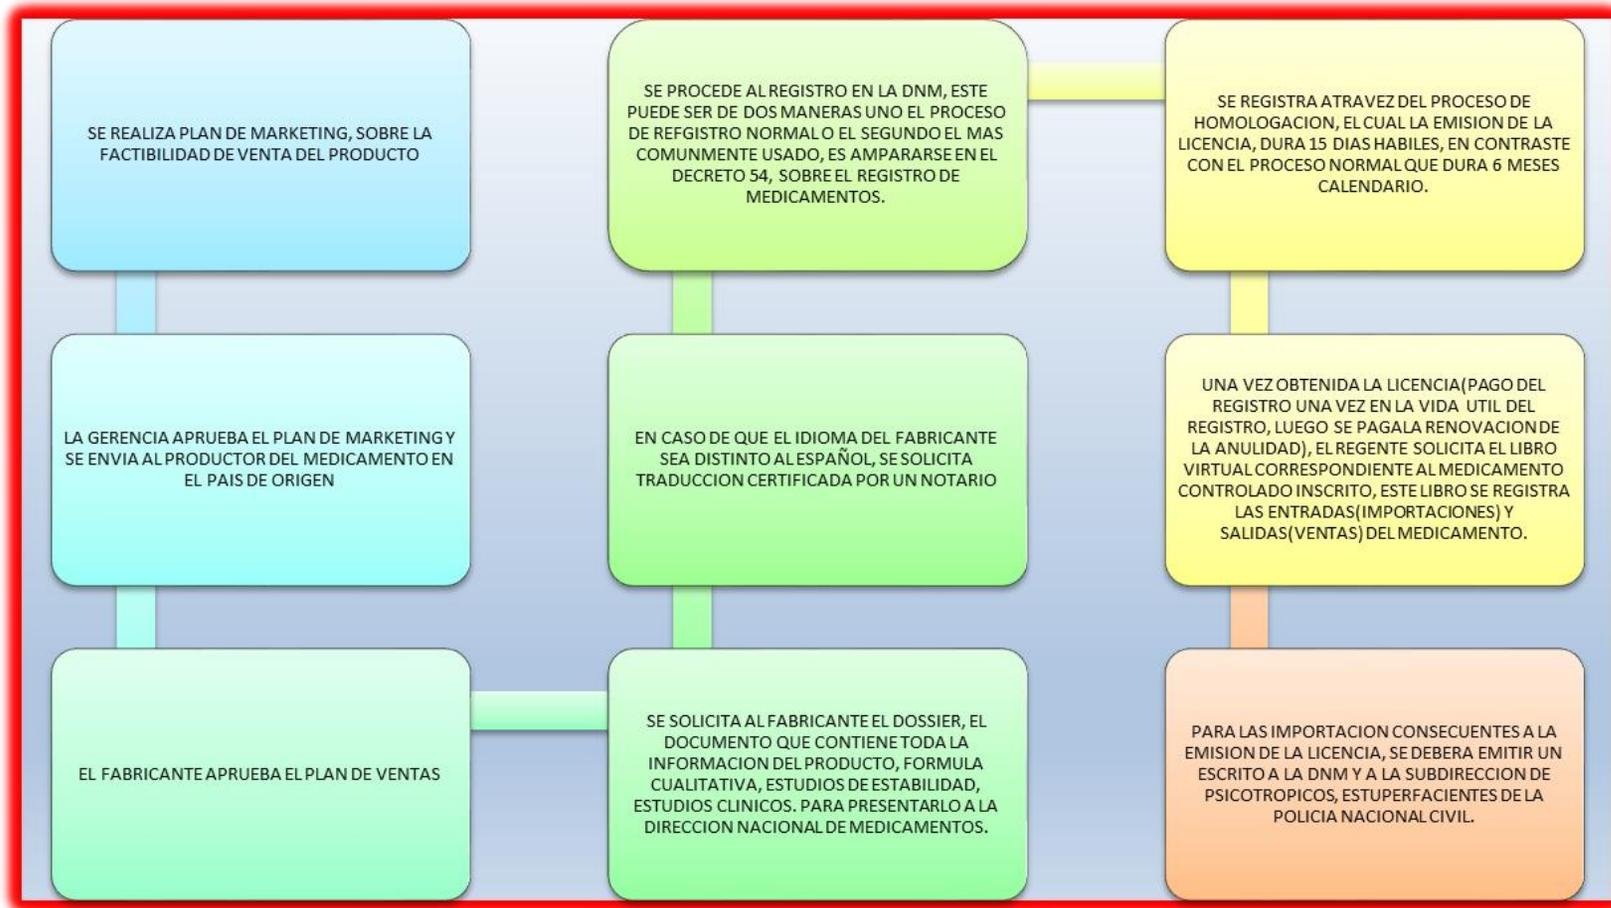 SE REALIZA PLAN DE MARKETING, SOBRE LA
FACTIBILIDAD DE VENTA DEL PRODUCTO
LA GERENCIA APRUEBA EL PLAN DE MARKETING Y
SE ENVIA AL PRODUCTOR DEL MEDICAMENTO EN
EL PAIS DE ORIGEN
EL FABRICANTE APRUEBA EL PLAN DE VENTAS
SE SOLICITA AL FABRICANTE EL DOSSIER, EL
DOCUMENTO QUE CONTIENE TODA LA
INFORMACION DEL PRODUCTO, FORMULA
CUALITATIVA, ESTUDIOS DE ESTABILIDAD,
ESTUDIOS CLINICOS. PARA PRESENTARLO A LA
DIRECCION NACIONAL DE MEDICAMENTOS.
EN CASO DE QUE EL IDIOMA DEL FABRICANTE
SEA DISTINTO AL ESPAÑOL, SE SOLICITA
TRADUCCION CERTIFICADA POR UN NOTARIO
SE PROCEDE AL REGISTRO EN LA DNM, ESTE
PUEDE SER DE DOS MANERAS UNO EL PROCESO
DE REFGISTRO NORMAL O EL SEGUNDO EL MAS
COMUNMENTE USADO, ES AMPARARSE EN EL
DECRETO 54, SOBRE EL REGISTRO DE
MEDICAMENTOS.
SE REGISTRA ATRAVEZ DEL PROCESO DE
HOMOLOGACION, EL CUAL LA EMISION DE LA
LICENCIA, DURA 15 DIAS HABILES, EN CONTRASTE
CON EL PROCESO NORMAL QUE DURA 6 MESES
CALENDARIO.
UNA VEZ OBTENIDA LA LICENCIA(PAGO DEL
REGISTRO UNA VEZ EN LA VIDA UTIL DEL
REGISTRO, LUEGO SE PAGALA RENOVACION DE
LA ANULIDAD), EL REGENTE SOLICITA EL LIBRO
VIRTUAL CORRESPONDIENTE AL MEDICAMENTO
CONTROLADO INSCRITO, ESTE LIBRO SE REGISTRA
LAS ENTRADAS(IMPORTACIONES) Y
SALIDAS(VENTAS) DEL MEDICAMENTO.
PARA LAS IMPORTACION CONSECUENTES A LA
EMISION DE LA LICENCIA, SE DEBERA EMITIR UN
ESCRITO A LA DNM Y A LA SUBDIRECCION DE
PSICOTROPICOS, ESTUPERFACIENTES DE LA
POLICIA NACIONAL CIVIL.